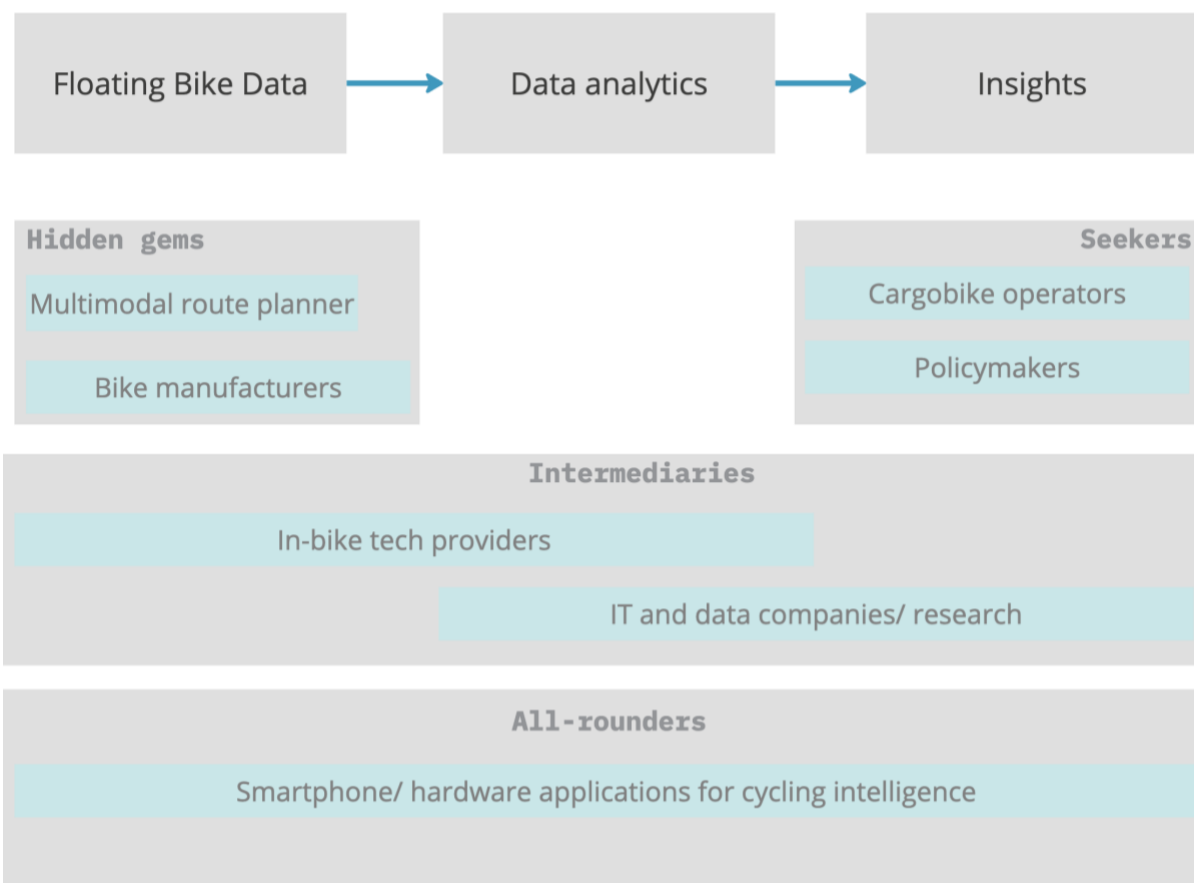 Floating Bike Data
Data analytics
Insights
Hidden gems
Multimodal route planner
Bike manufacturers
Seekers
Cargobike operators
Policymakers
Intermediaries
In-bike tech providers
IT and data companies/ research
All-rounders
Smartphone/ hardware applications for cycling intelligence